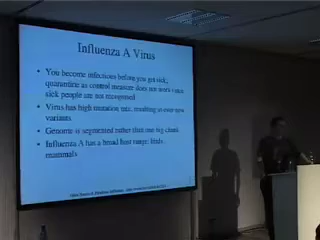 Influenza A Virus
• You become infectious before you get sick;
quarantine as control measure does not work since
sick people are not recognized
• Virus has high mutation rate, resulting in ever new
variants
• Genome is segmented rather than one big chunk
• Influenza A has a broad host range: birds,
mammals